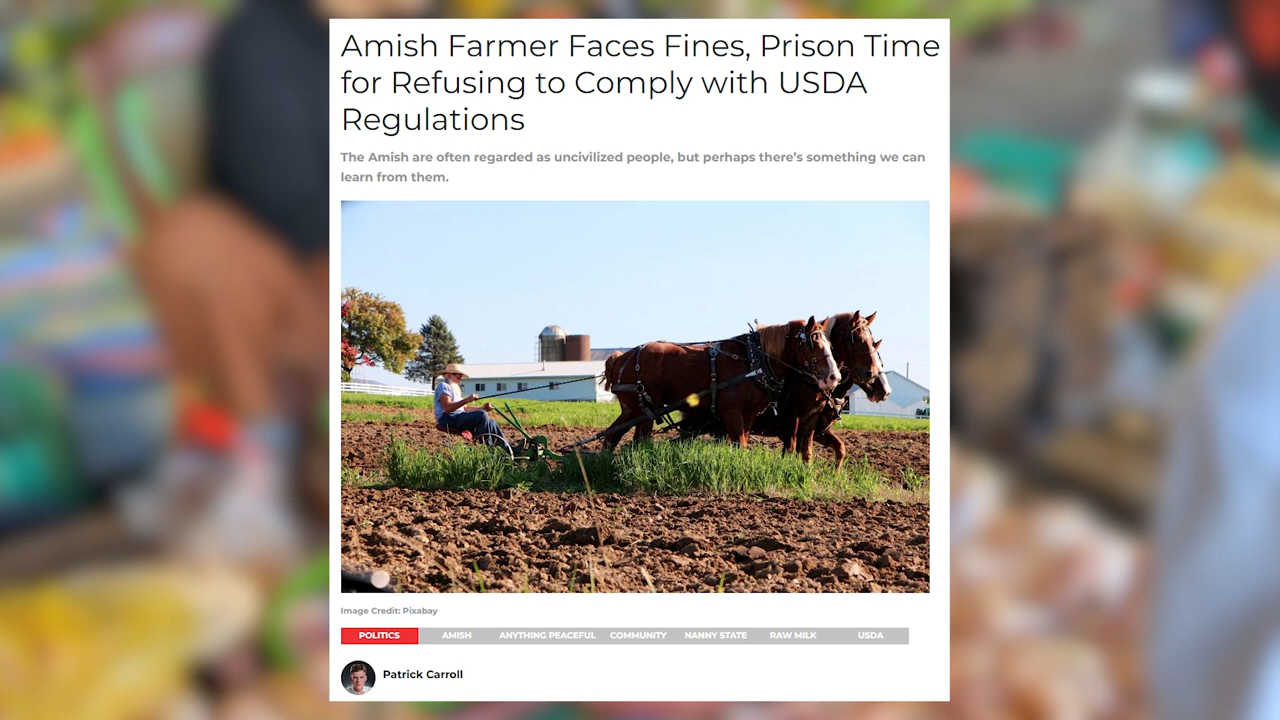 Amish Farmer Faces Fines, Prison Time
for Refusing to Comply with USDA
Regulations
The Amish are often regarded as uncivilized people, but perhaps there's something we can
learn from them.
Image Credit: Pixabay
POLITICS AMISH ANYTHING PEACEFUL COMMUNITY NANNY STATE RAW MILK USDA
Patrick Carroll